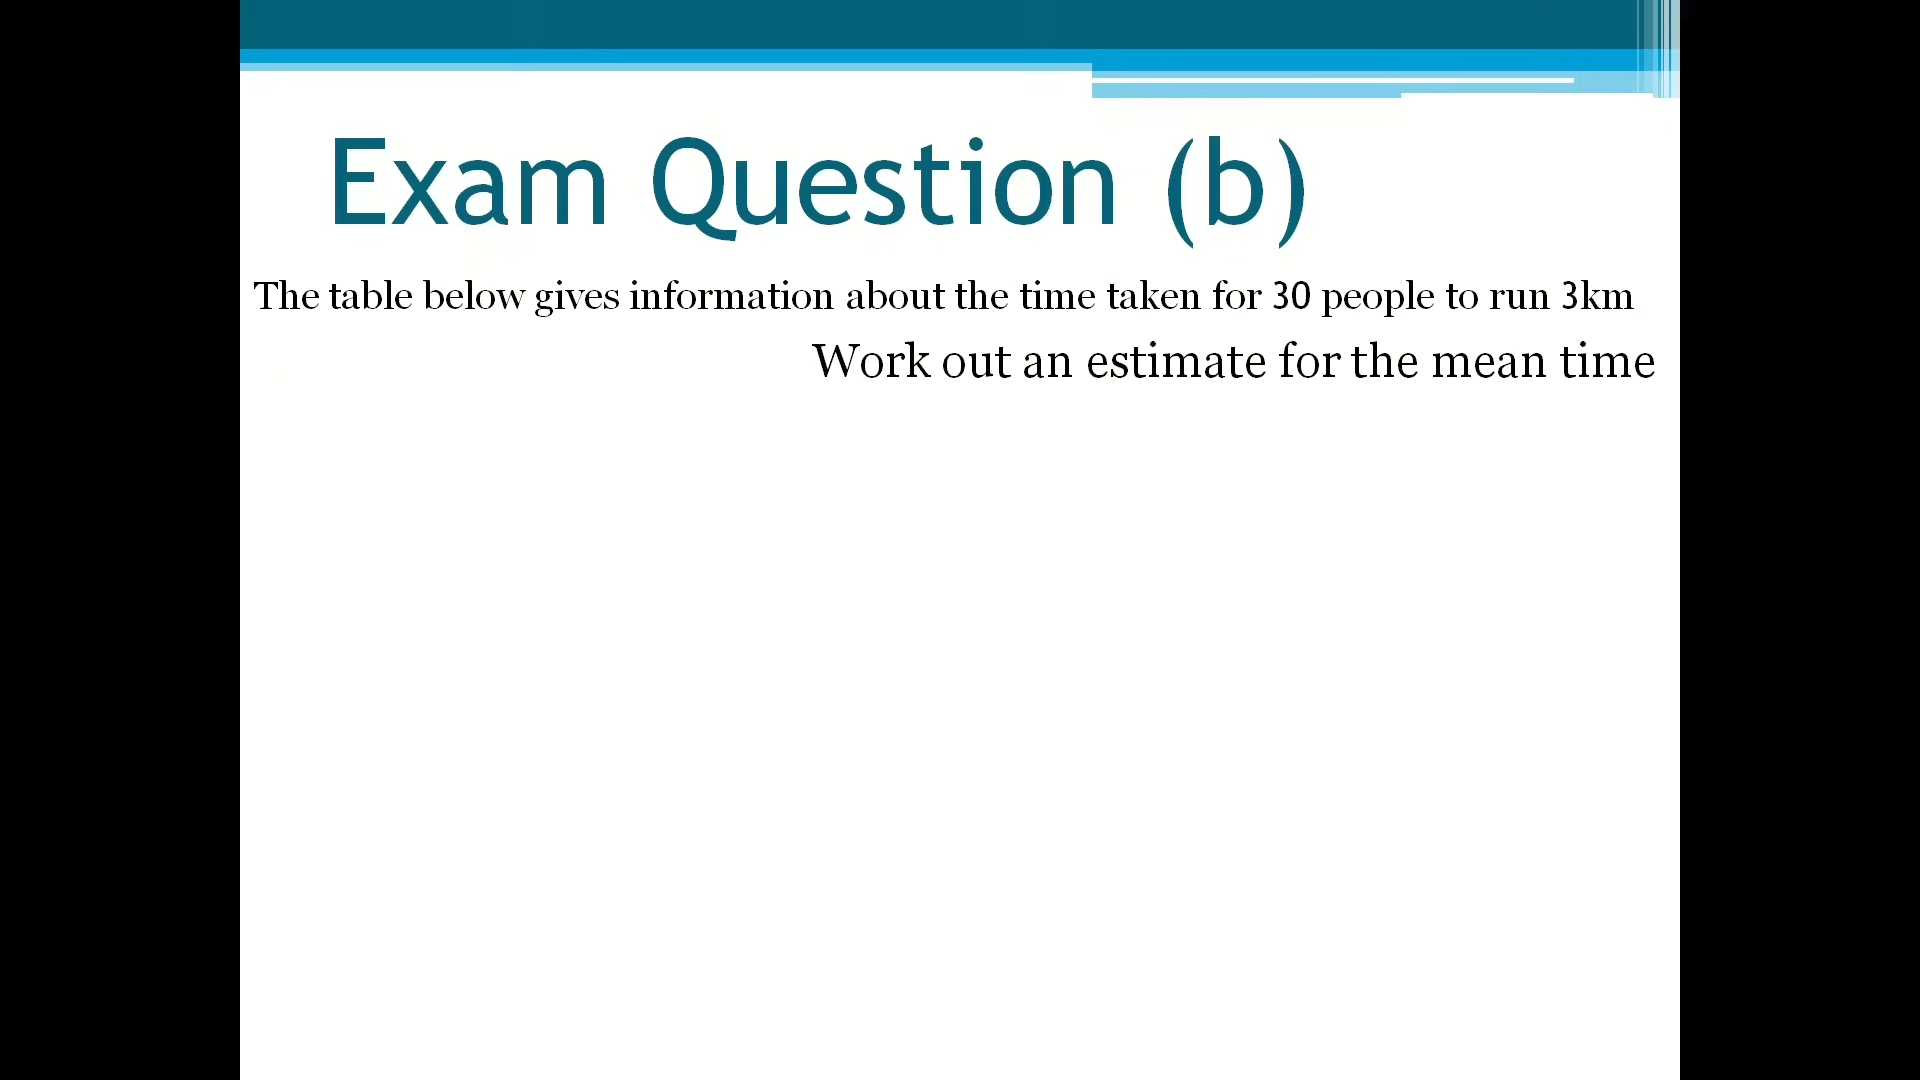 Exam Question (b)
The table below gives information about the time taken for 30 people to run 3km
Work out an estimate for the mean time